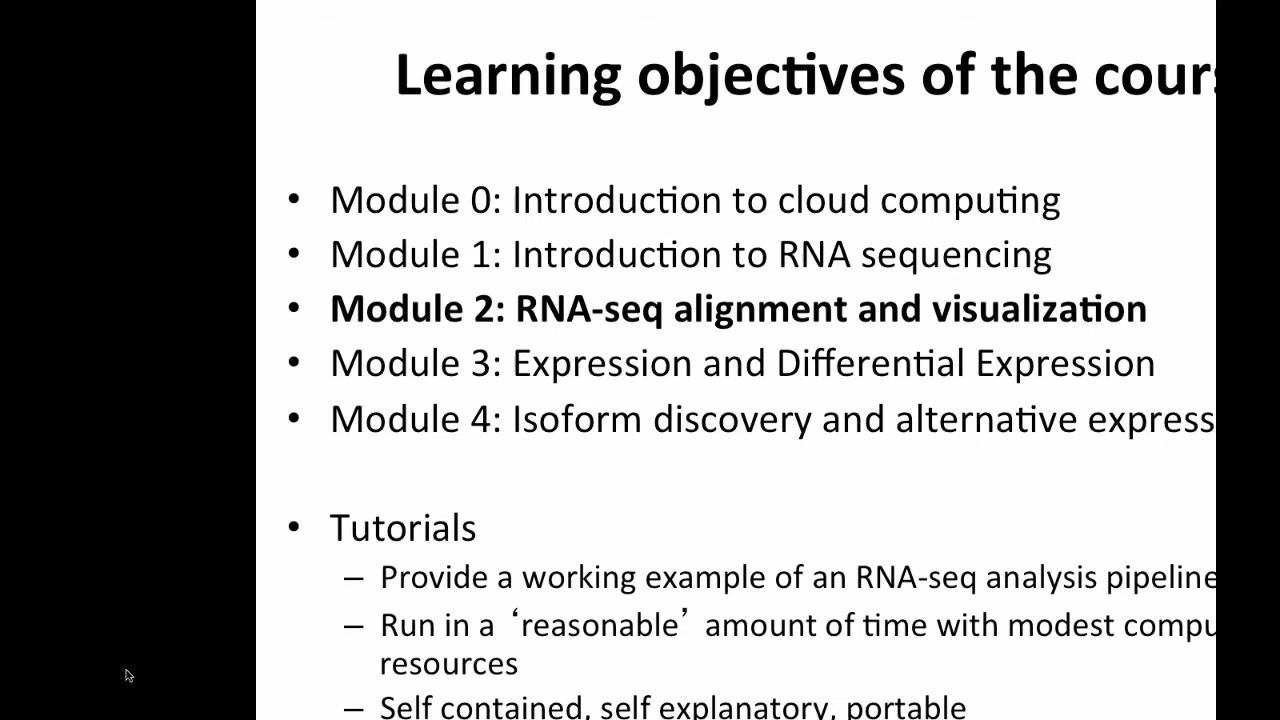 Learning objectives of the cour
• Module 0: Introduction to cloud computing
• Module 1: Introduction to RNA sequencing
• Module 2: RNA-seq alignment and visualization
• Module 3: Expression and Differential Expression
• Module 4: Isoform discovery and alternative express
• Tutorials
– Provide a working example of an RNA-seq analysis pipeline
– Run in a ‘reasonable’ amount of time with modest compu
resources
– Self contained, self explanatory, portable